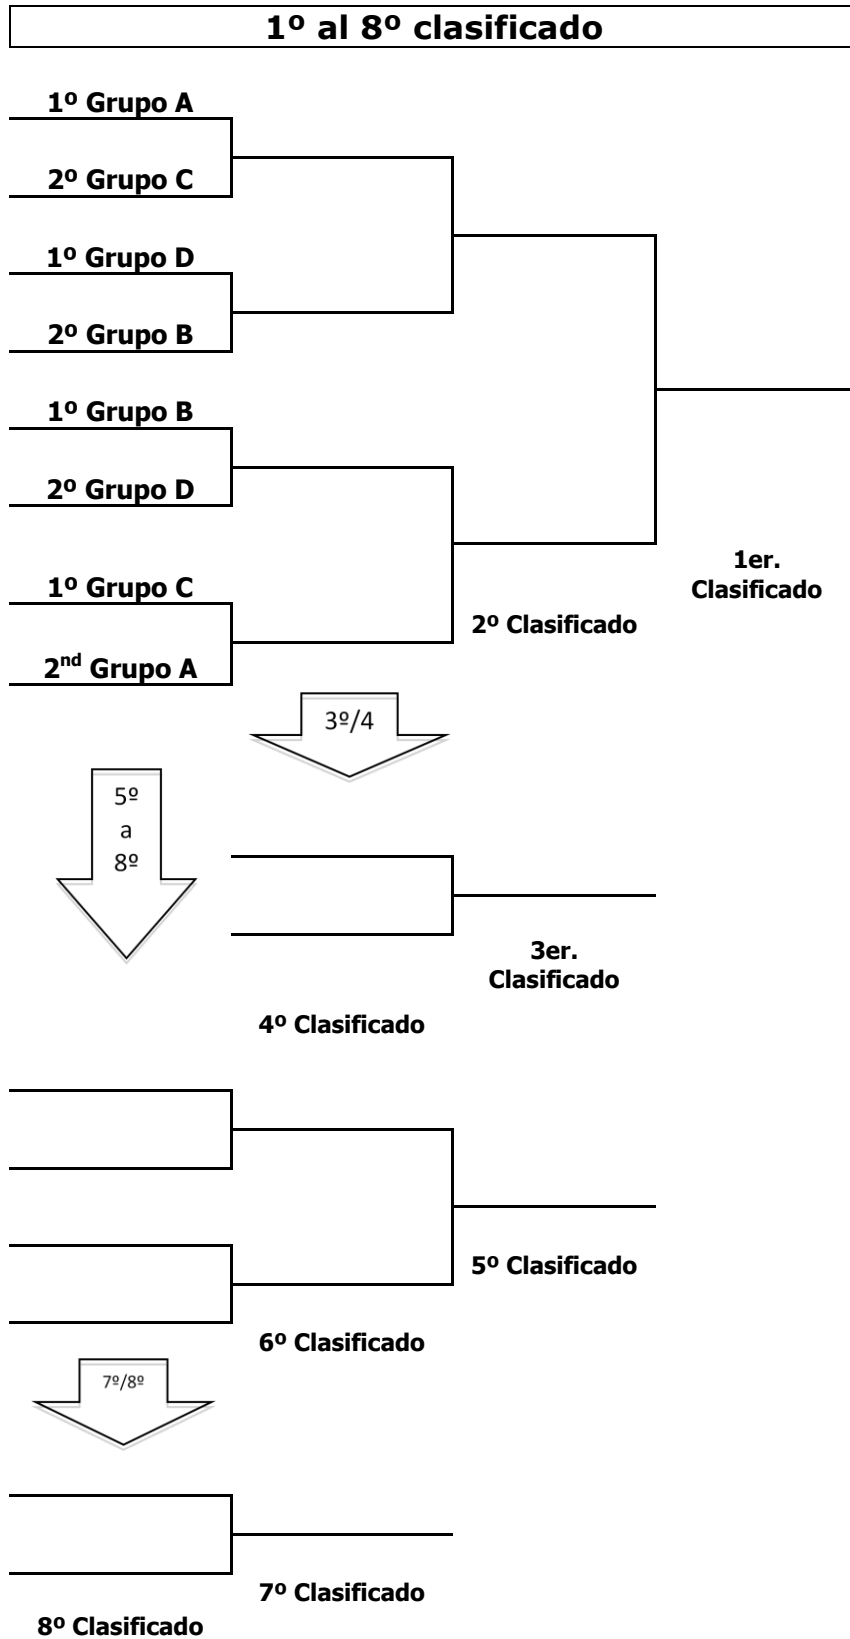 1º al 8º clasificado
1º Grupo A
2º Grupo C
1º Grupo D
2º Grupo B
1º Grupo B
2º Grupo D
1º Grupo C
2nd Grupo A
1er.
Clasificado
2º Clasificado
3º/4
5º
a
8º
3er.
Clasificado
4º Clasificado
5º Clasificado
6º Clasificado
7º/8º
7º Clasificado
8º Clasificado